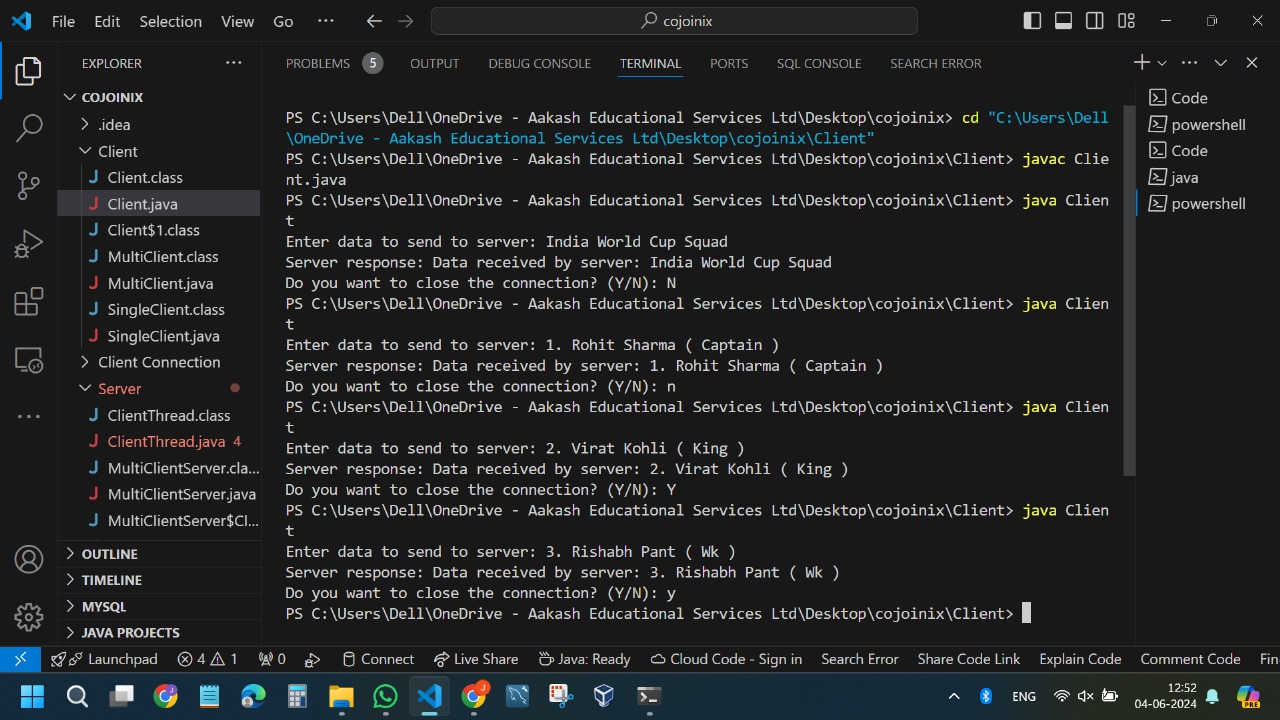 File Edit Selection View Go ··· cojoinix
EXPLORER ···
COJOINIX
.idea
Client
Client.class
Client.java
Client$1.class
MultiClient.class
MultiClient.java
SingleClient.class
SingleClient.java
Client Connection
Server
ClientThread.class
ClientThread.java 4
MultiClientServer.cla...
MultiClientServer.java
MultiClientServer$Cl...
OUTLINE
TIMELINE
MYSQL
JAVA PROJECTS
PROBLEMS 5 OUTPUT DEBUG CONSOLE TERMINAL PORTS SQL CONSOLE SEARCH ERROR
PS C:\Users\Dell\OneDrive - Aakash Educational Services Ltd\Desktop\cojoinix> cd "C:\Users\Dell
\OneDrive - Aakash Educational Services Ltd\Desktop\cojoinix\Client"
PS C:\Users\Dell\OneDrive - Aakash Educational Services Ltd\Desktop\cojoinix\Client> javac Clie
nt.java
PS C:\Users\Dell\OneDrive - Aakash Educational Services Ltd\Desktop\cojoinix\Client> java Clien
t
Enter data to send to server: India World Cup Squad
Server response: Data received by server: India World Cup Squad
Do you want to close the connection? (Y/N): N
PS C:\Users\Dell\OneDrive - Aakash Educational Services Ltd\Desktop\cojoinix\Client> java Clien
t
Enter data to send to server: 1. Rohit Sharma ( Captain )
Server response: Data received by server: 1. Rohit Sharma ( Captain )
Do you want to close the connection? (Y/N): n
PS C:\Users\Dell\OneDrive - Aakash Educational Services Ltd\Desktop\cojoinix\Client> java Clien
t
Enter data to send to server: 2. Virat Kohli ( King )
Server response: Data received by server: 2. Virat Kohli ( King )
Do you want to close the connection? (Y/N): Y
PS C:\Users\Dell\OneDrive - Aakash Educational Services Ltd\Desktop\cojoinix\Client> java Clien
t
Enter data to send to server: 3. Rishabh Pant ( Wk )
Server response: Data received by server: 3. Rishabh Pant ( Wk )
Do you want to close the connection? (Y/N): y
PS C:\Users\Dell\OneDrive - Aakash Educational Services Ltd\Desktop\cojoinix\Client>
Code
powershell
Code
java
powershell
Launchpad 4 1 0 Connect Live Share Java: Ready Cloud Code - Sign in Search Error Share Code Link Explain Code Comment Code Fin
ENG 12:52
04-06-2024
PRE